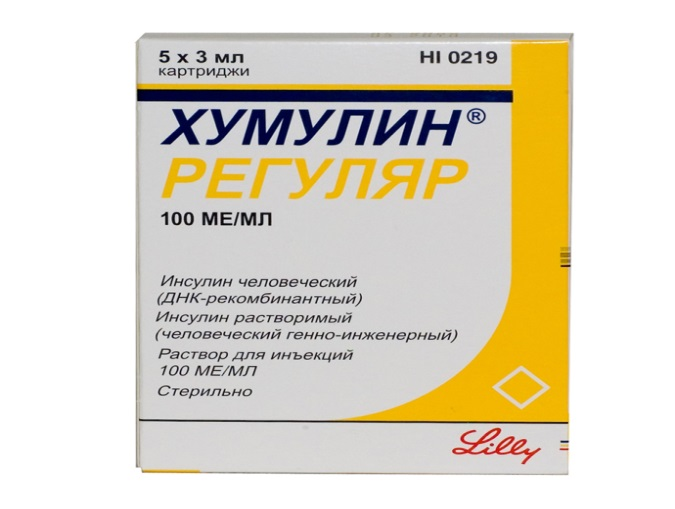 5 х 3 мл HI 0219
картриджи
ХУМУЛИН®
РЕГУЛЯР
100 МЕ/МЛ
Инсулин человеческий
(ДНК-рекомбинантный)
Инсулин растворимый
(человеческий генно-инженерный)
Раствор для инъекций
100 МЕ/МЛ
Стерильно
Lilly